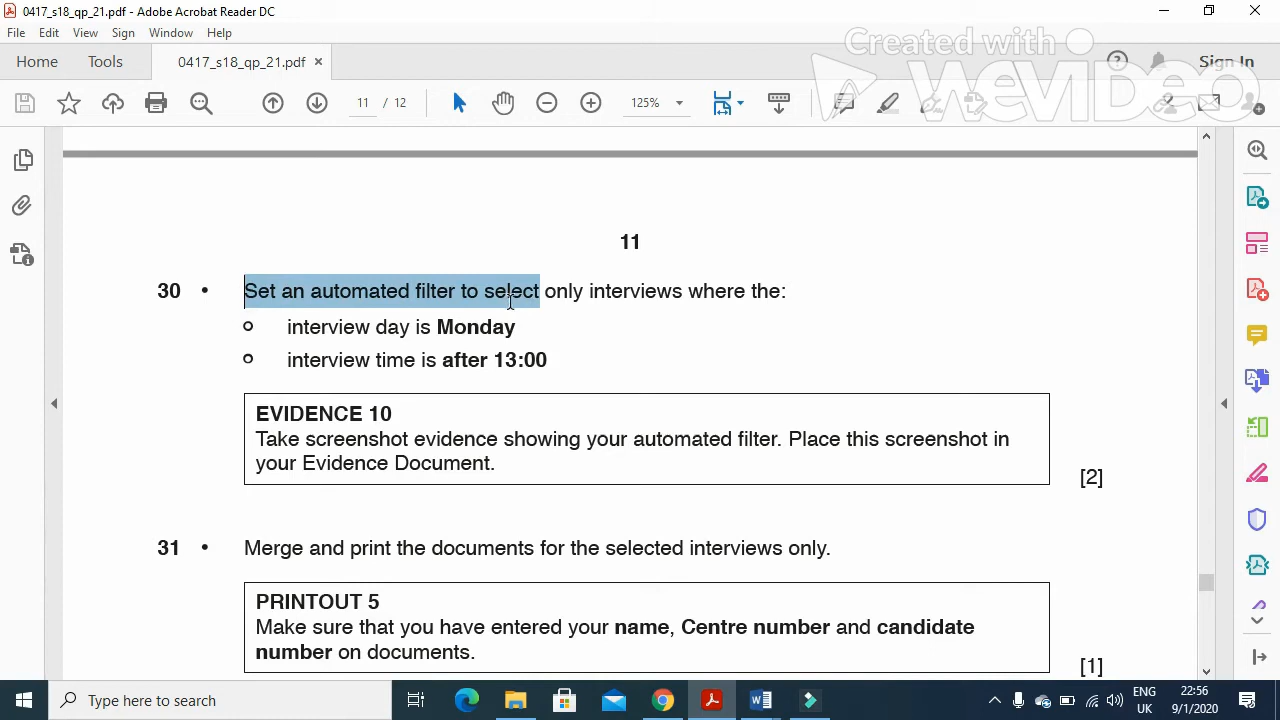 0417_s18_qp_21.pdf - Adobe Acrobat Reader DC
File Edit View Sign Window Help
Created with
WeVideo
Home Tools 0417_s18_qp_21.pdf × Sign In
11 / 12 125%
11
30 • Set an automated filter to select only interviews where the:
interview day is Monday
interview time is after 13:00
EVIDENCE 10
Take screenshot evidence showing your automated filter. Place this screenshot in
your Evidence Document.
[2]
31 • Merge and print the documents for the selected interviews only.
PRINTOUT 5
Make sure that you have entered your name, Centre number and candidate
number on documents.
[1]
Type here to search
ENG 22:56
UK 9/1/2020